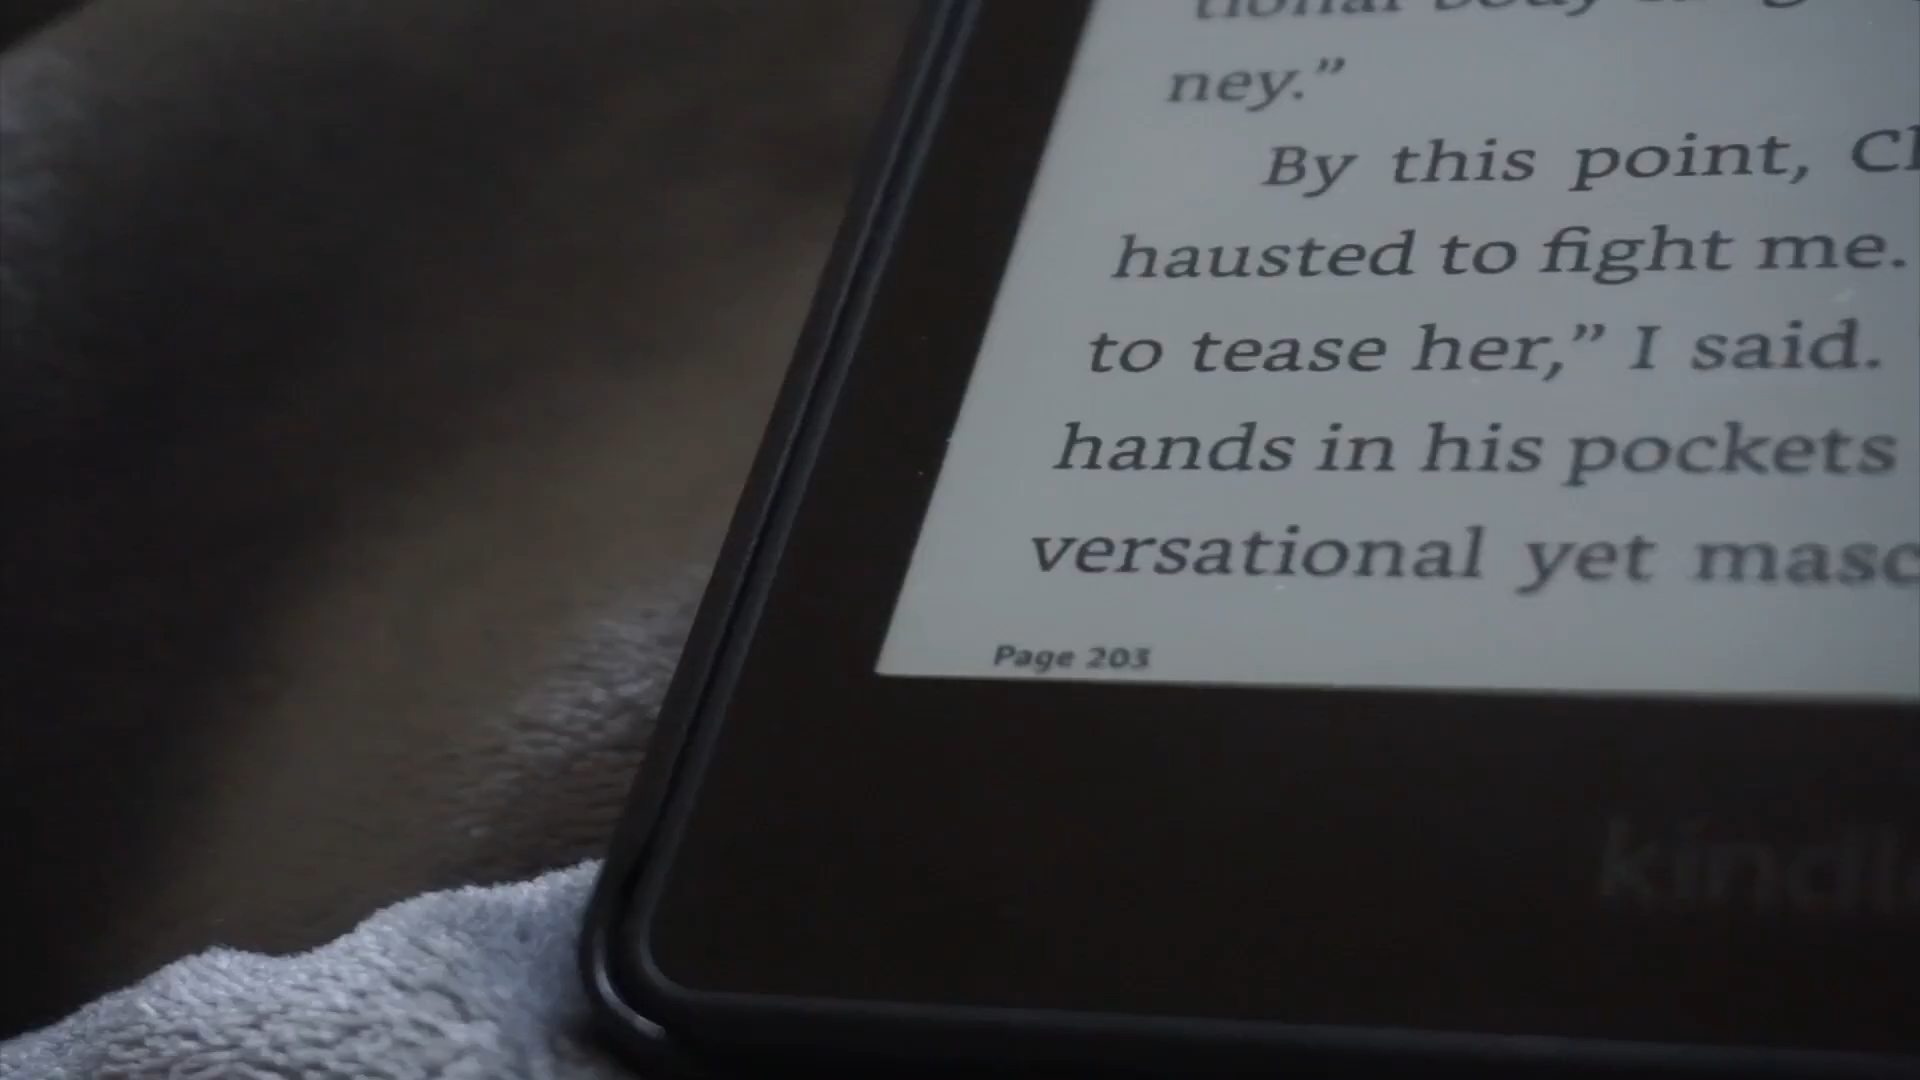 ney.”
By this point,
hausted to fight me.
to tease her,” I said.
hands in his pockets
versational yet
Page 203
kindle